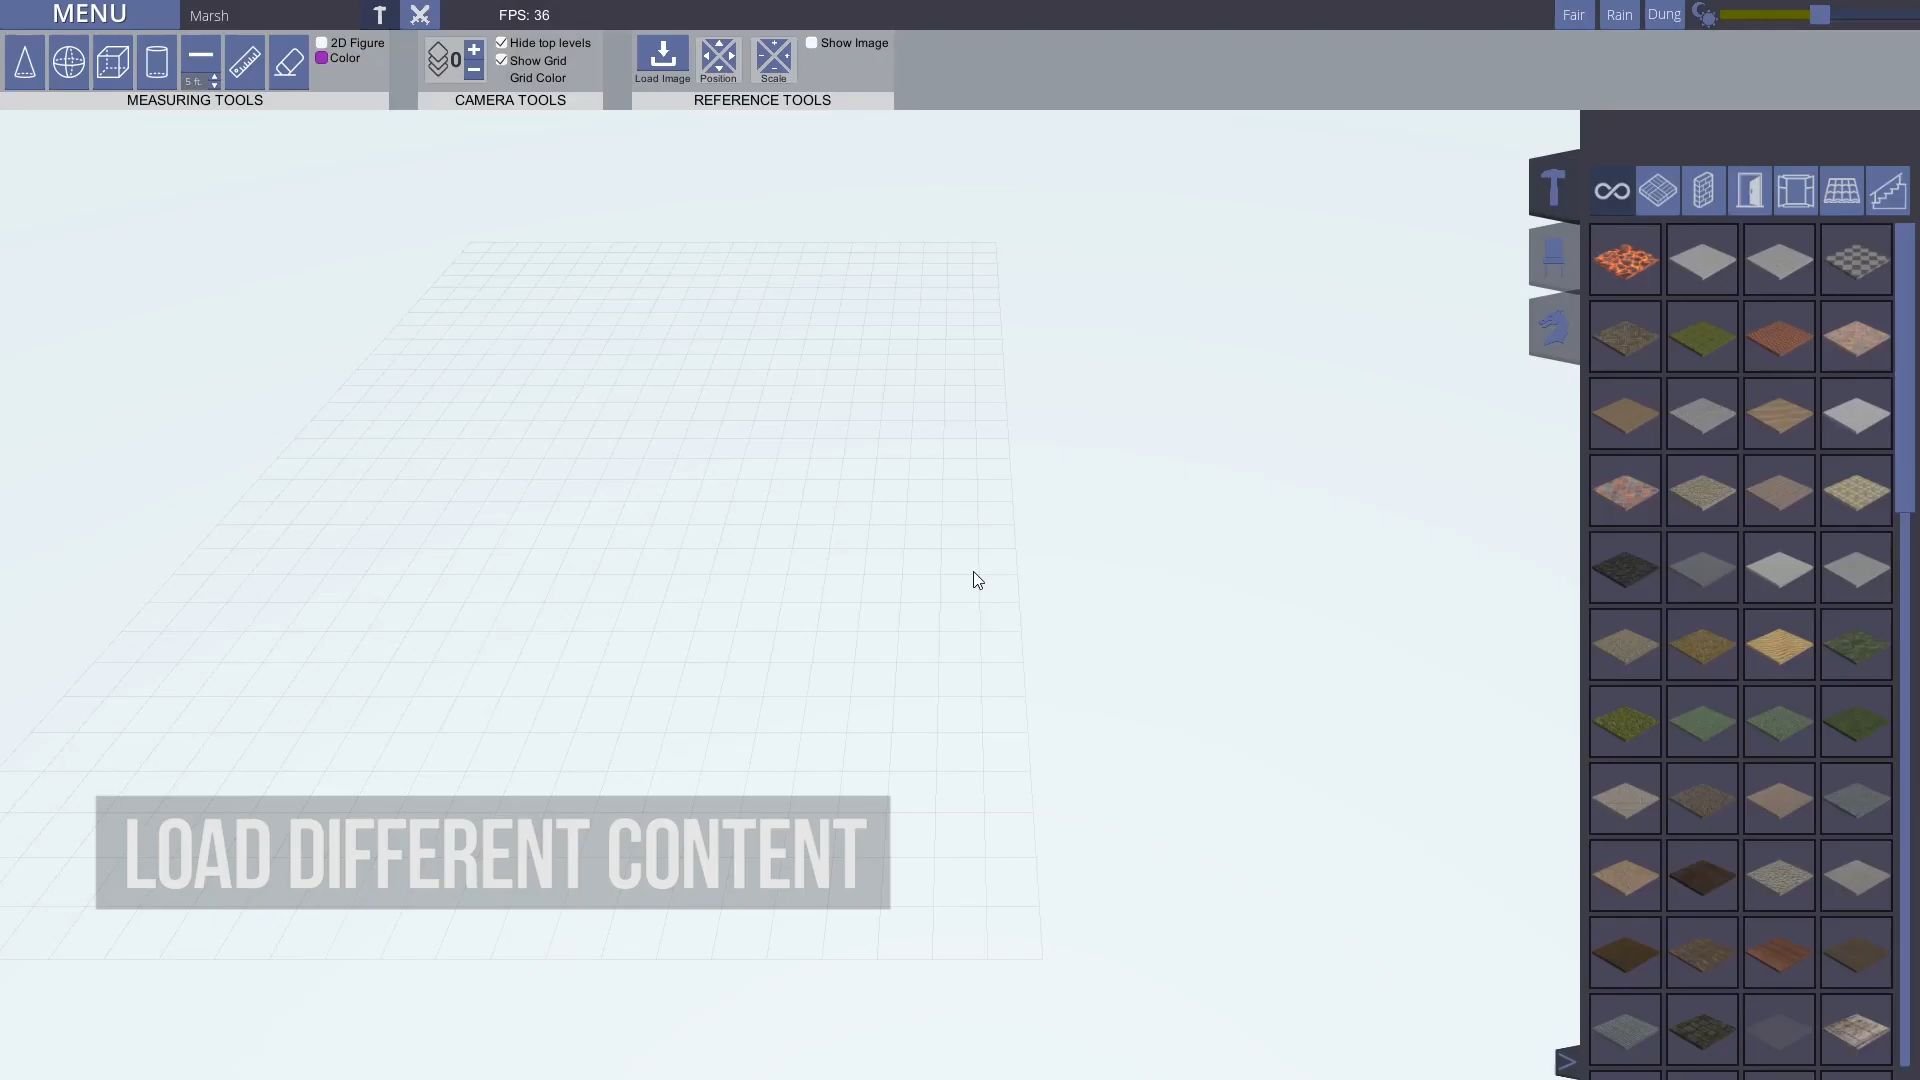 MENU Marsh FPS: 36 Fair Rain Dung
2D Figure
Color
5 ft.
MEASURING TOOLS
0
Hide top levels
Show Grid
Grid Color
CAMERA TOOLS
Load Image Position Scale
Show Image
REFERENCE TOOLS
LOAD DIFFERENT CONTENT